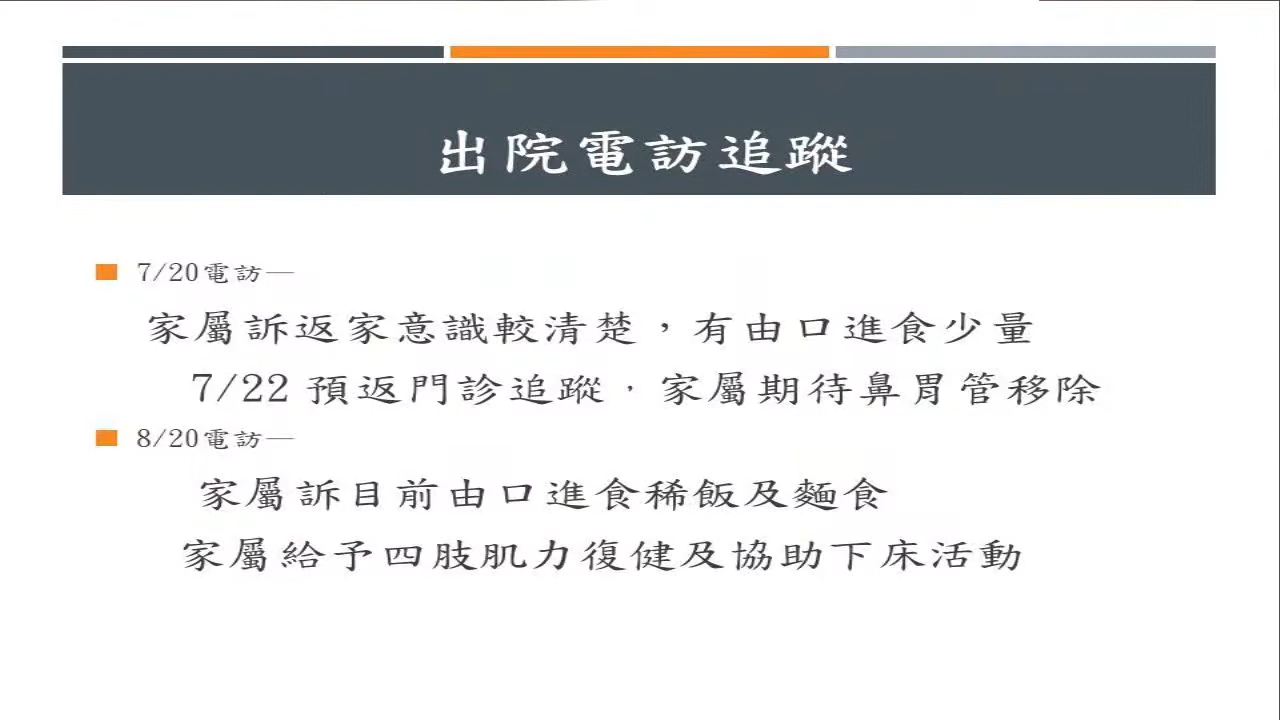 出院電訪追蹤
7/20電訪—
家屬訴返家意識較清楚，有由口進食少量
7/22 預返門診追蹤，家屬期待鼻胃管移除
8/20電訪—
家屬訴目前由口進食稀飯及麵食
家屬給予四肢肌力復健及協助下床活動